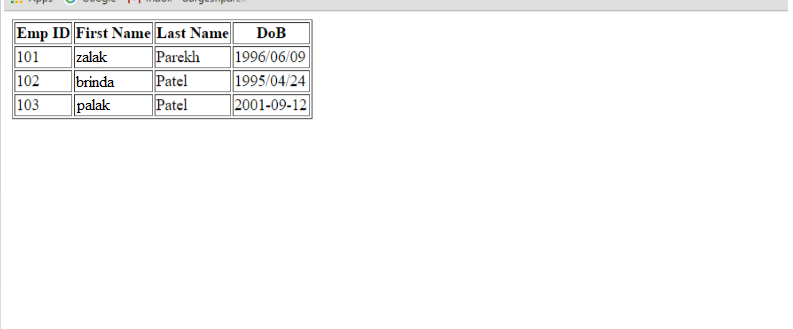 Apps Google Inbox
Emp ID First Name Last Name DoB
101 zalak Parekh 1996/06/09
102 brinda Patel 1995/04/24
103 palak Patel 2001-09-12